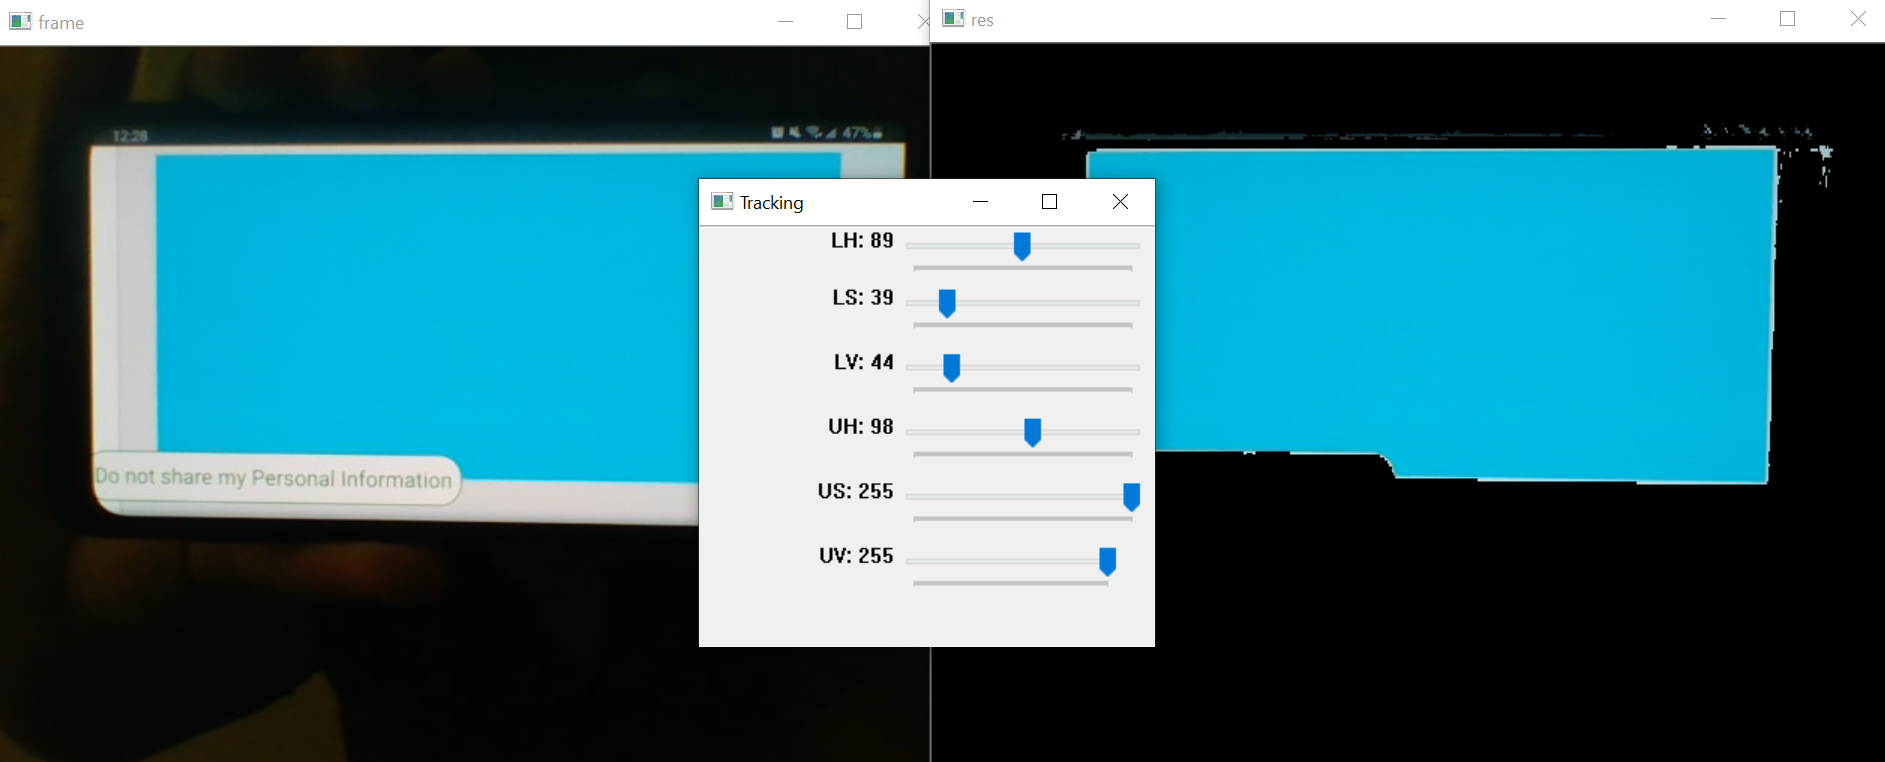 frame
res
12:28
47%
Tracking
LH: 89
LS: 39
LV: 44
UH: 98
US: 255
UV: 255
Do not share my Personal Information